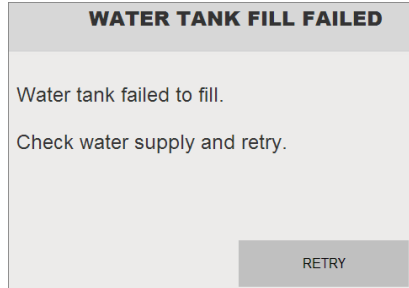 WATER TANK FILL FAILED
Water tank failed to fill.
Check water supply and retry.
RETRY